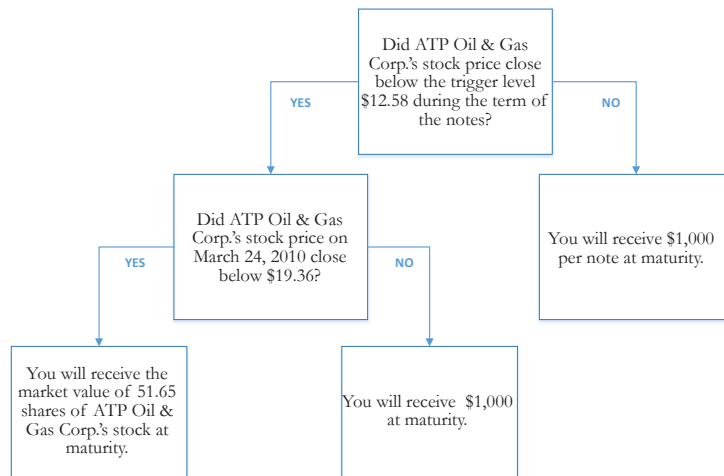 Did ATP Oil & Gas
Corp.'s stock price close
below the trigger level
$12.58 during the term of
the notes?
YES
NO
Did ATP Oil & Gas
Corp.'s stock price on
March 24, 2010 close
below $19.36?
You will receive $1,000
per note at maturity.
YES
NO
You will receive the
market value of 51.65
shares of ATP Oil &
Gas Corp.'s stock at
maturity.
You will receive $1,000
at maturity.